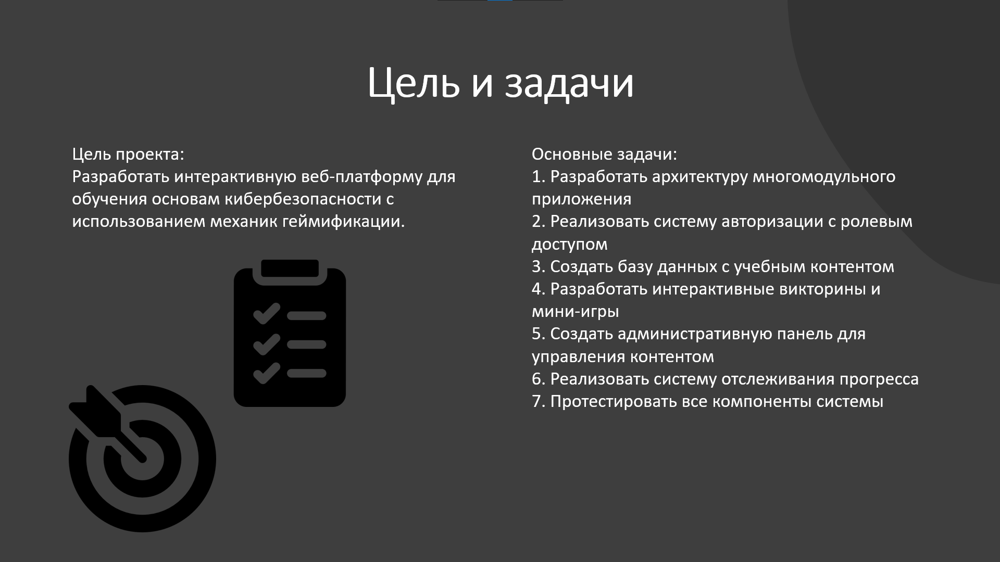 Цель и задачи
Цель проекта:
Разработать интерактивную веб-платформу для
обучения основам кибербезопасности с
использованием механик геймификации.
Основные задачи:
1. Разработать архитектуру многомодульного
приложения
2. Реализовать систему авторизации с ролевым
доступом
3. Создать базу данных с учебным контентом
4. Разработать интерактивные викторины и
мини-игры
5. Создать административную панель для
управления контентом
6. Реализовать систему отслеживания прогресса
7. Протестировать все компоненты системы